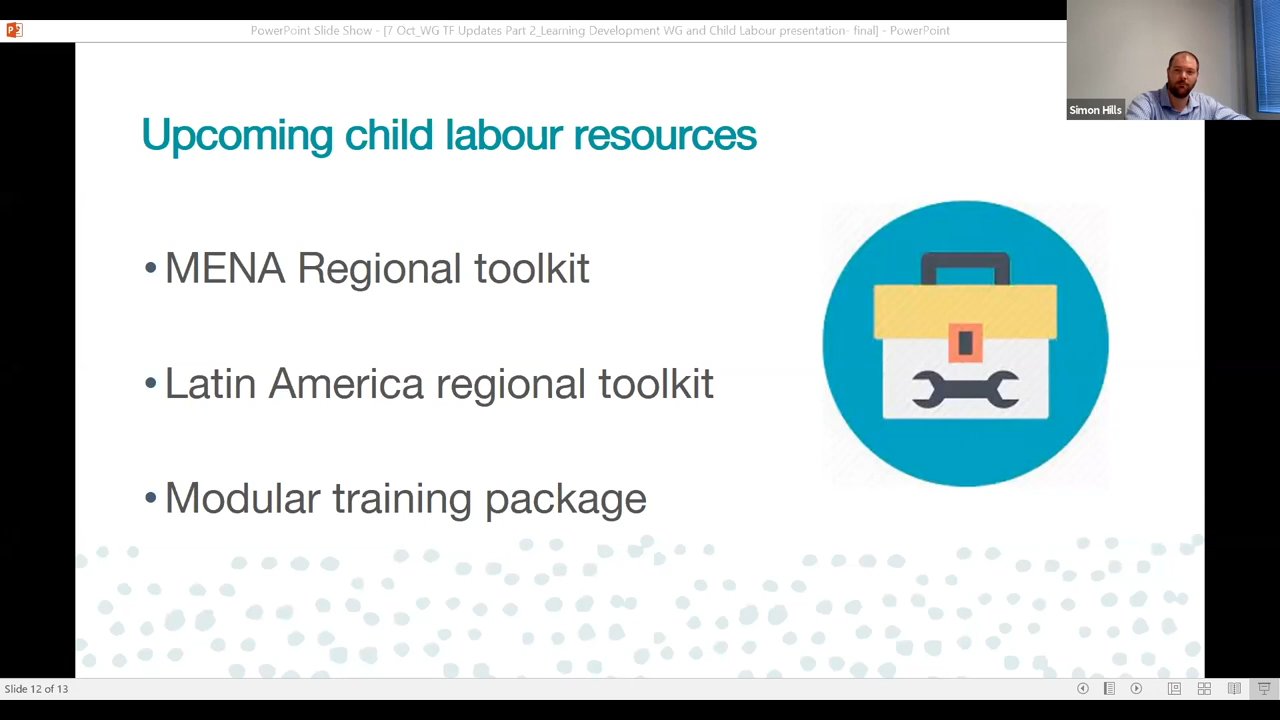 PowerPoint Slide Show - [7 Oct_WG TF Updates Part 2_Learning Development WG and Child Labour presentation- final] - PowerPoint
Simon Hills
Upcoming child labour resources
• MENA Regional toolkit
• Latin America regional toolkit
• Modular training package
Slide 12 of 13